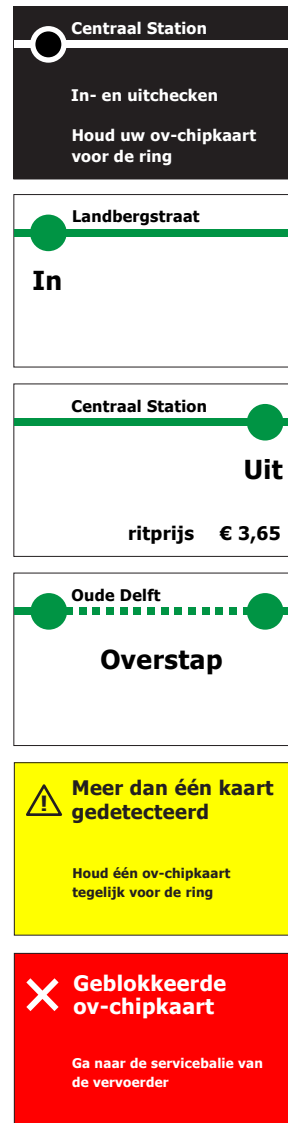 Centraal Station
In- en uitchecken
Houd uw ov-chipkaart
voor de ring
Landbergstraat
In
Centraal Station
Uit
ritprijs € 3,65
Oude Delft
Overstap
Meer dan één kaart
gedetecteerd
Houd één ov-chipkaart
tegelijk voor de ring
Geblokkeerde
ov-chipkaart
Ga naar de servicebalie van
de vervoerder